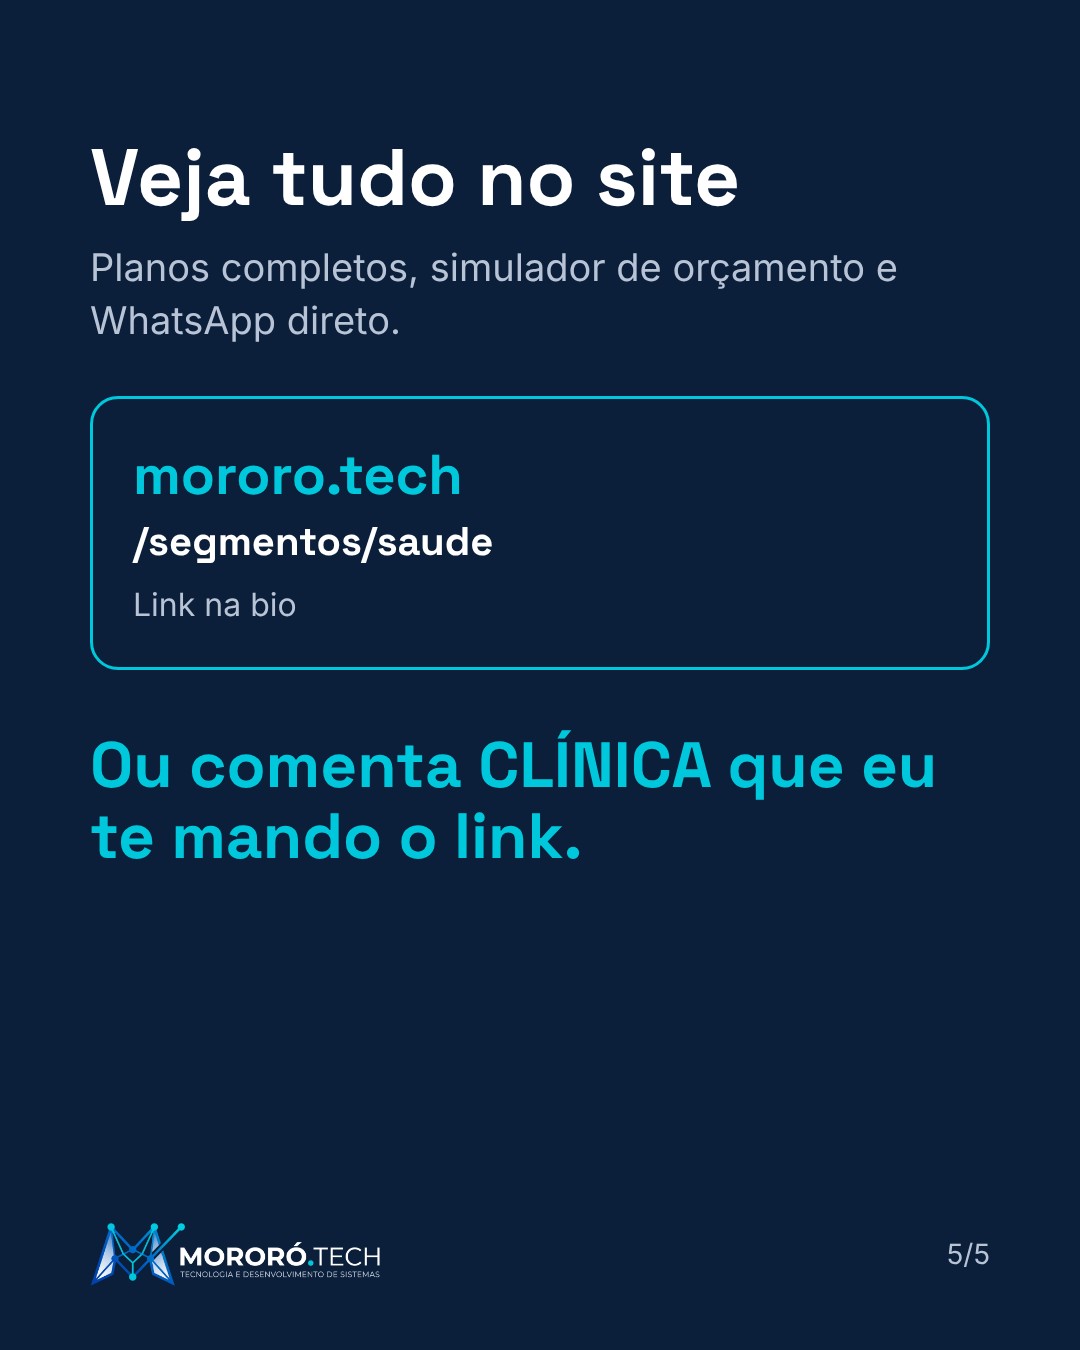 Veja tudo no site
Planos completos, simulador de orçamento e
WhatsApp direto.
mororo.tech
/segmentos/saude
Link na bio
Ou comenta CLÍNICA que eu
te mando o link.
MORORÓ.TECH
TECNOLOGIA E DESENVOLVIMENTO DE SISTEMAS
5/5